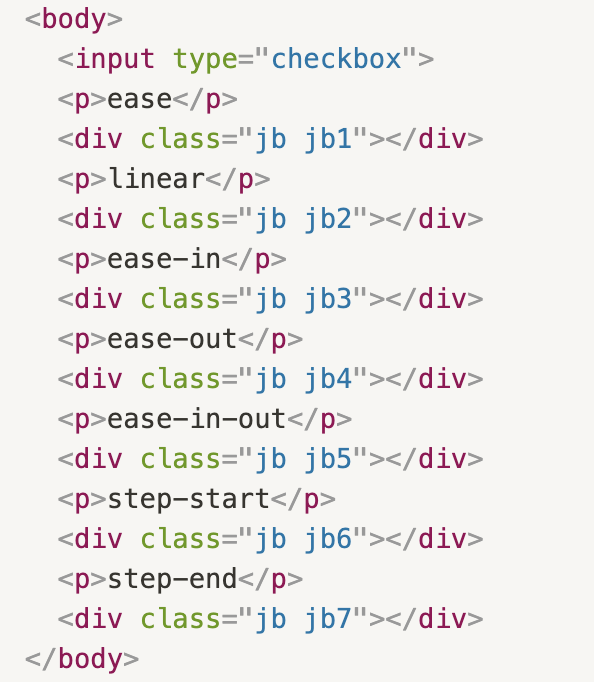 <body>
  <input type="checkbox">
  <p>ease</p>
  <div class="jb jb1"></div>
  <p>linear</p>
  <div class="jb jb2"></div>
  <p>ease-in</p>
  <div class="jb jb3"></div>
  <p>ease-out</p>
  <div class="jb jb4"></div>
  <p>ease-in-out</p>
  <div class="jb jb5"></div>
  <p>step-start</p>
  <div class="jb jb6"></div>
  <p>step-end</p>
  <div class="jb jb7"></div>
</body>